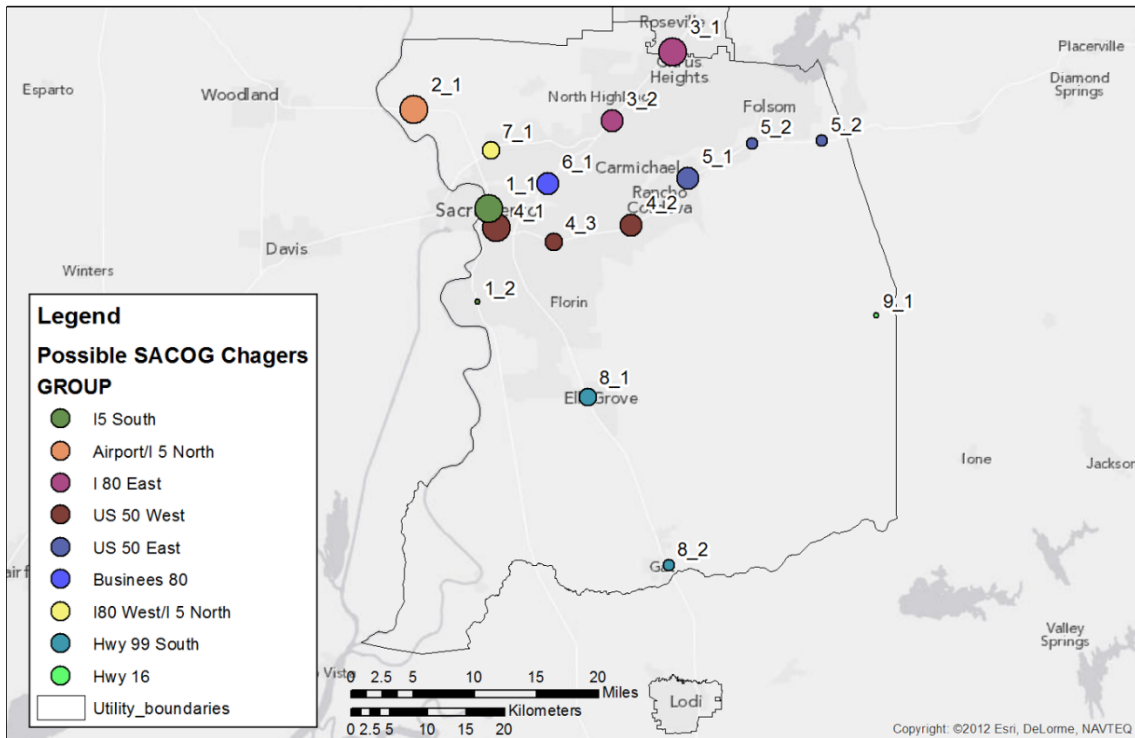 Roseville
3_1
Placerville
Citrus
Heights
Esparto
Woodland
2_1
North Highlands
3_2
Folsom
Diamond
Springs
7_1
5_2
5_2
6_1
Carmichael
5_1
1_1
Rancho
Cordova
Sacramento
4_1
4_2
4_3
Davis
Winters
1_2
Florin
9_1
8_1
Elk Grove
Ione
Jackson
8_2
Valley
Springs
Vista
Lodi
Legend
Possible SACOG Chagers
GROUP
I5 South
Airport/I 5 North
I 80 East
US 50 West
US 50 East
Businees 80
I80 West/I 5 North
Hwy 99 South
Hwy 16
Utility_boundaries
0 2.5 5 10 15 20
Miles
Kilometers
0 2.5 5 10 15 20
Copyright: ©2012 Esri, DeLorme, NAVTEQ